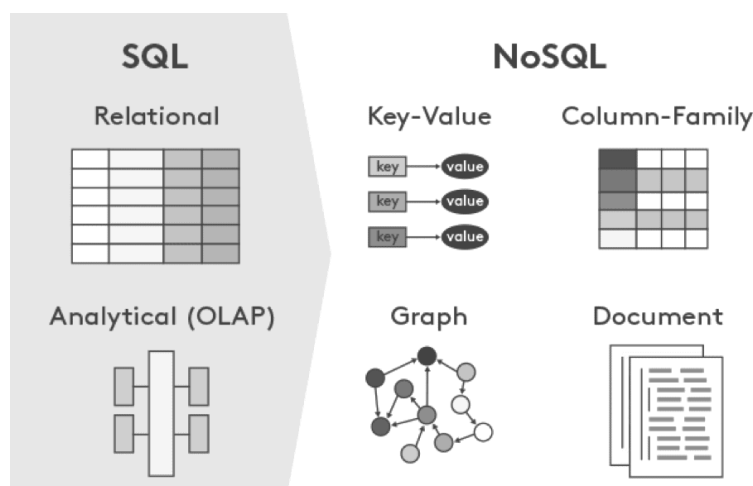 SQL
NoSQL
Relational
Key-Value
Column-Family
key
value
key
value
key
value
Analytical (OLAP)
Graph
Document